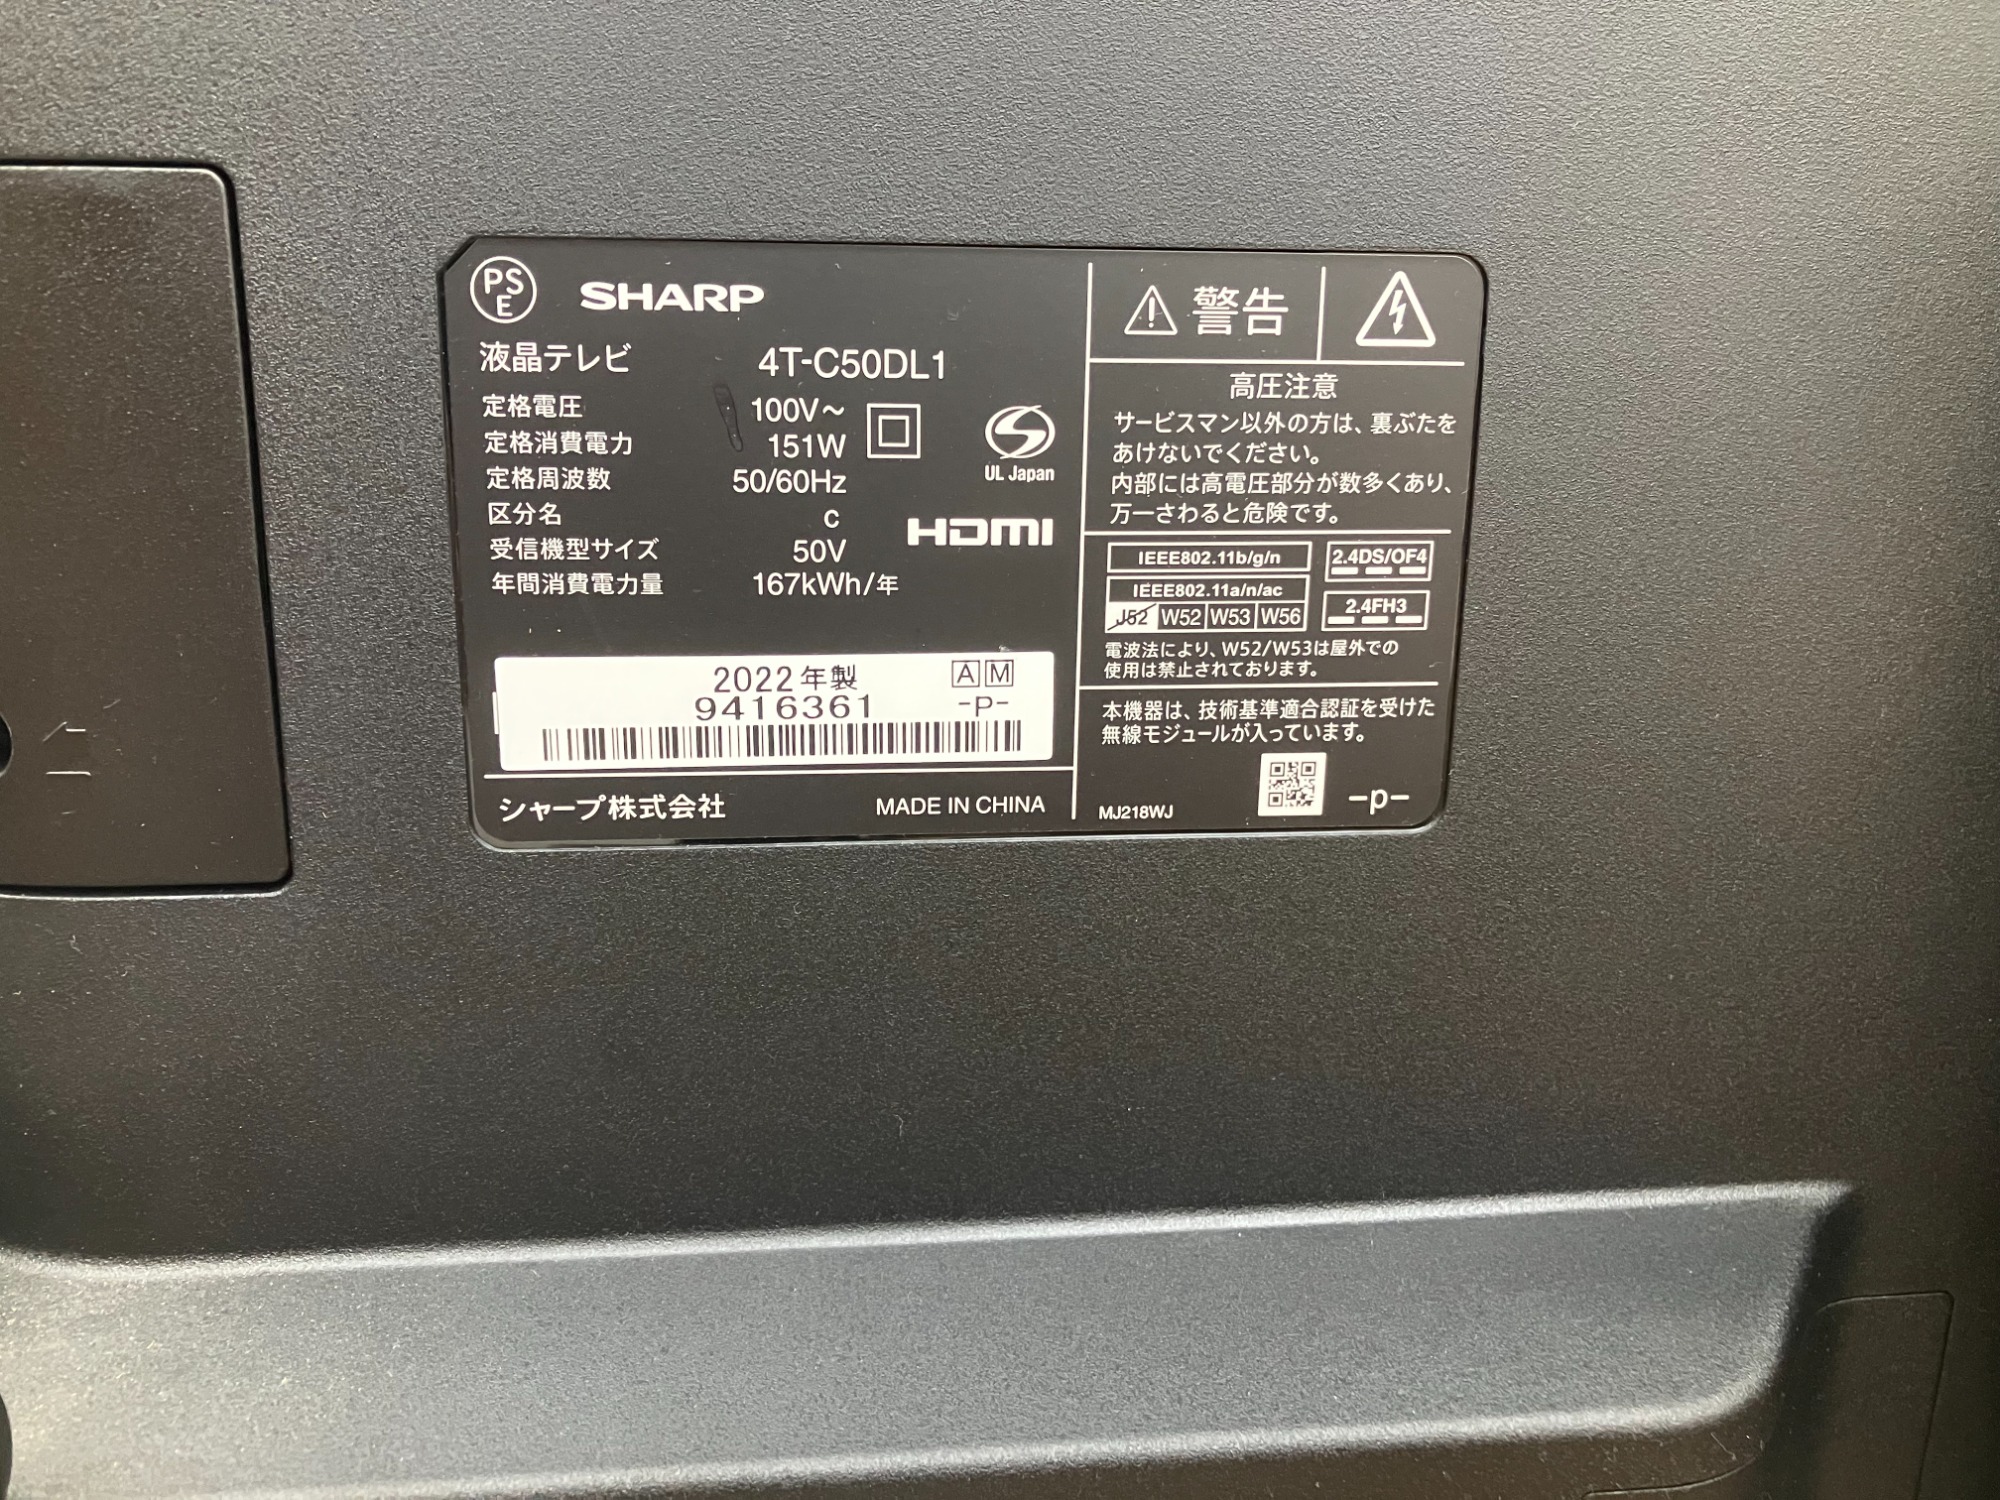 PSE SHARP
液晶テレビ 4T-C50DL1
定格電圧 100V～
定格消費電力 151W
定格周波数 50/60Hz
区分名 C
受信機型サイズ 50V
年間消費電力量 167kWh/年
UL Japan
HDMI
2022年製 A M
9416361 -P-
シャープ株式会社 MADE IN CHINA
警告
高圧注意
サービスマン以外の方は、裏ぶたを
あけないでください。
内部には高電圧部分が数多くあり、
万一さわると危険です。
IEEE802.11b/g/n 2.4DS/OF4
IEEE802.11a/n/ac
J52 W52 W53 W56 2.4FH3
電波法により、W52/W53は屋外での
使用は禁止されております。
本機器は、技術基準適合認証を受けた
無線モジュールが入っています。
MJ218WJ -p-